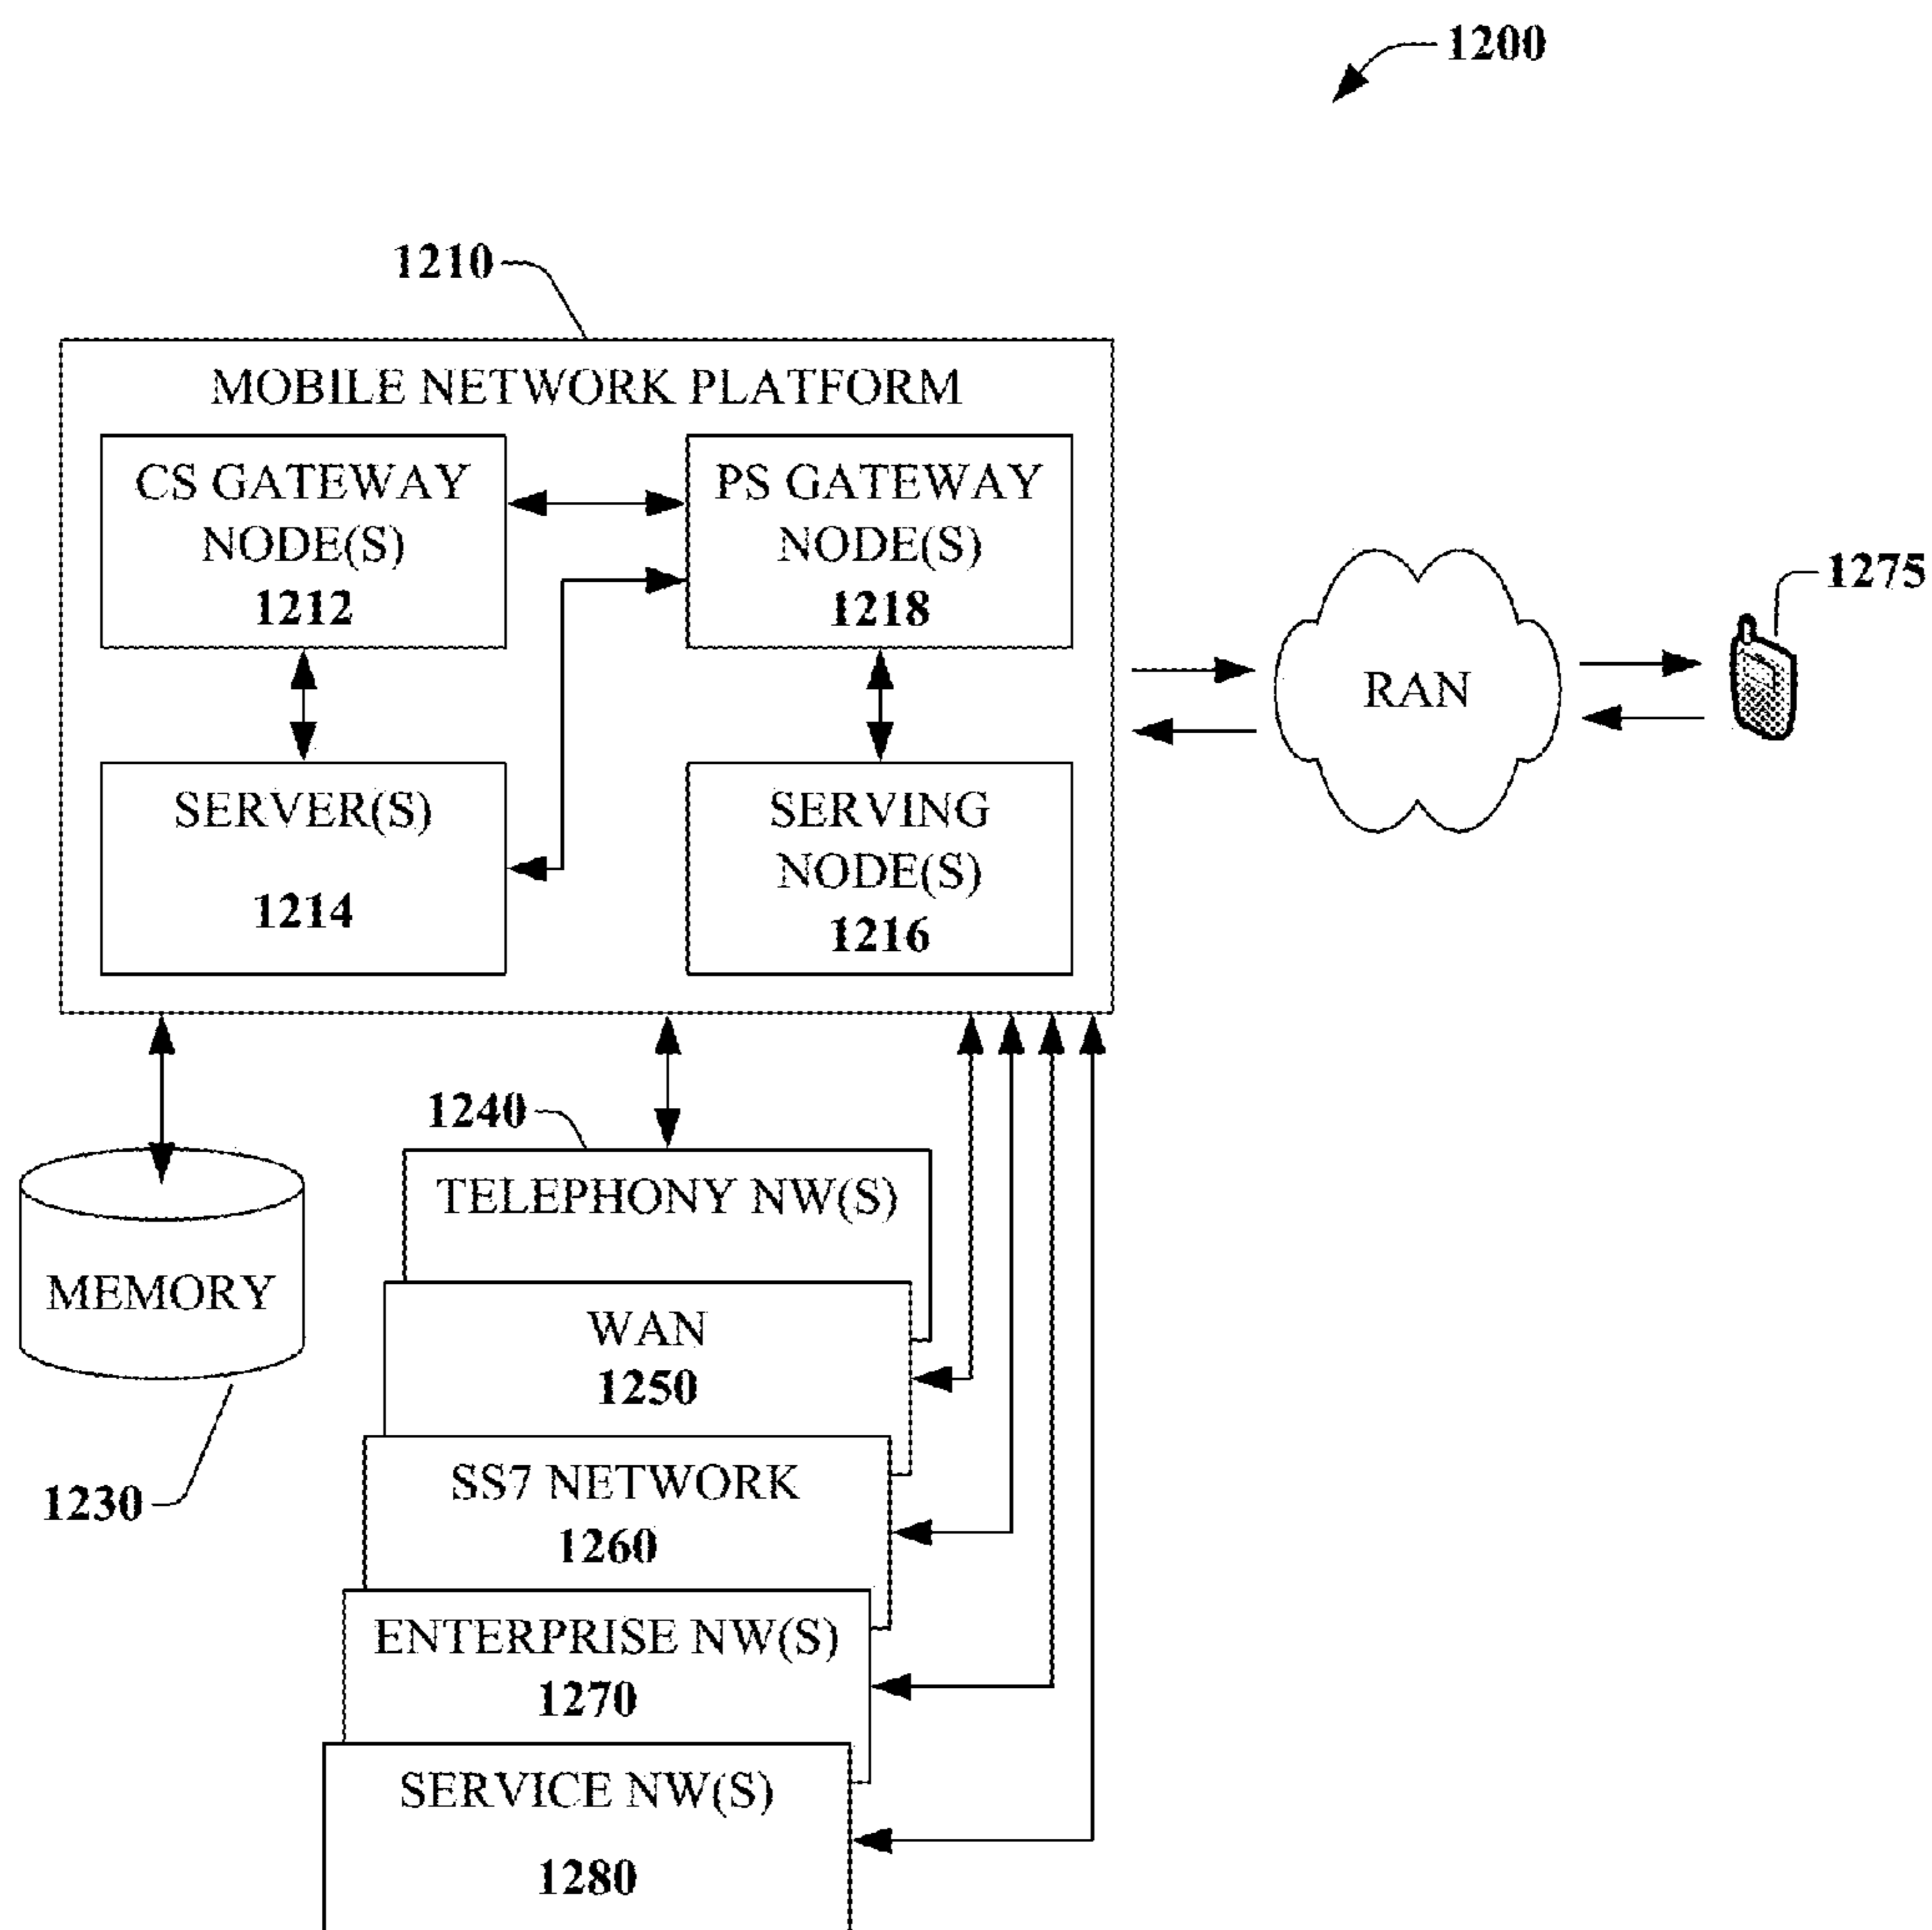 1200
1210
MOBILE NETWORK PLATFORM
CS GATEWAY
NODE(S)
1212
PS GATEWAY
NODE(S)
1218
SERVER(S)
1214
SERVING
NODE(S)
1216
RAN
1275
1240
TELEPHONY NW(S)
MEMORY
1230
WAN
1250
SS7 NETWORK
1260
ENTERPRISE NW(S)
1270
SERVICE NW(S)
1280